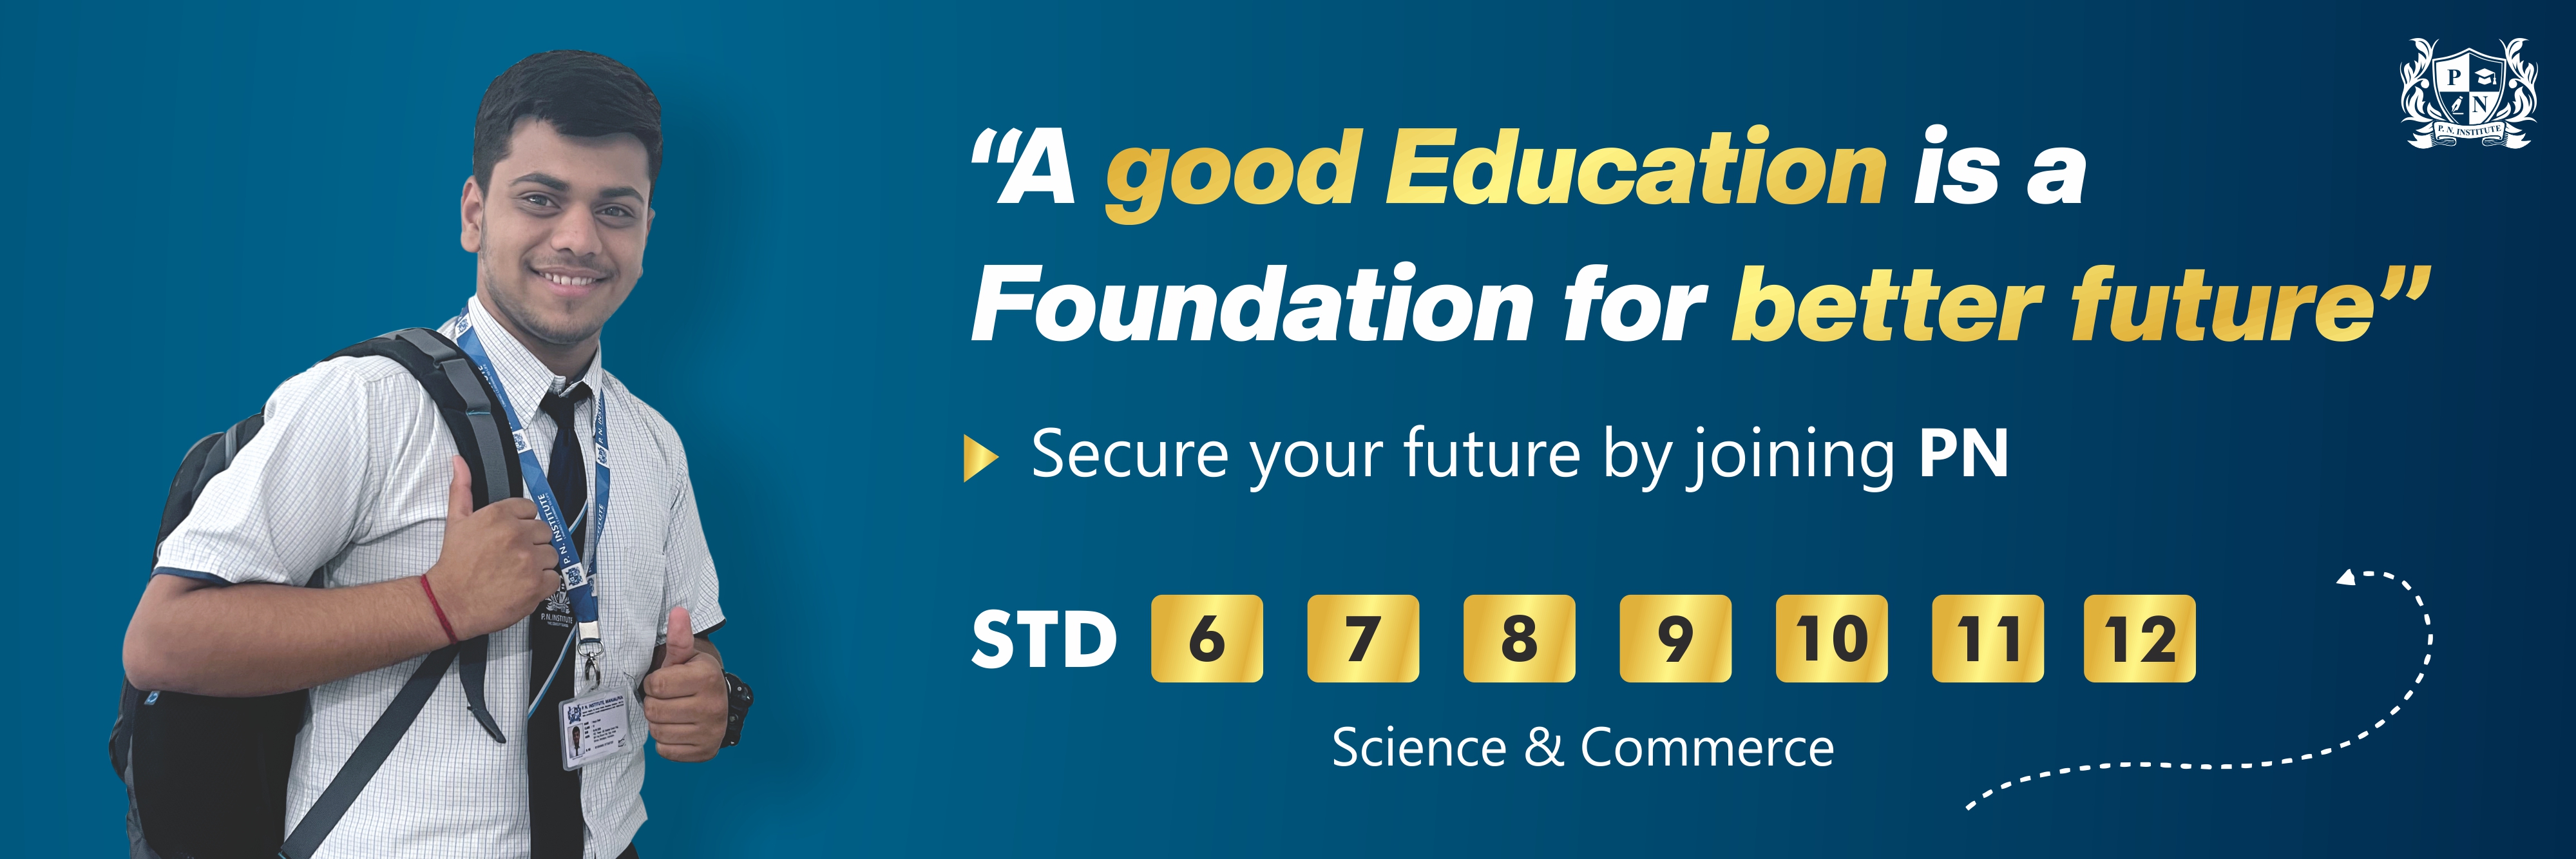 P
N
P. N. INSTITUTE
“A good Education is a
Foundation for better future”
Secure your future by joining PN
STD 6 7 8 9 10 11 12
Science & Commerce
P. N. INSTITUTE
P. N. INSTITUTE